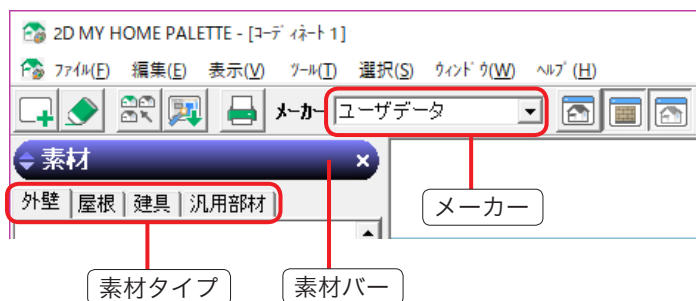 2D MY HOME PALETTE - [ｺｰﾃﾞｨﾈｰﾄ 1]
ﾌｧｲﾙ(F) 編集(E) 表示(V) ﾂｰﾙ(T) 選択(S) ｳｨﾝﾄﾞｳ(W) ﾍﾙﾌﾟ(H)
ﾒｰｶｰ ユーザデータ
素材 ×
外壁 屋根 建具 汎用部材
メーカー
素材タイプ 素材バー